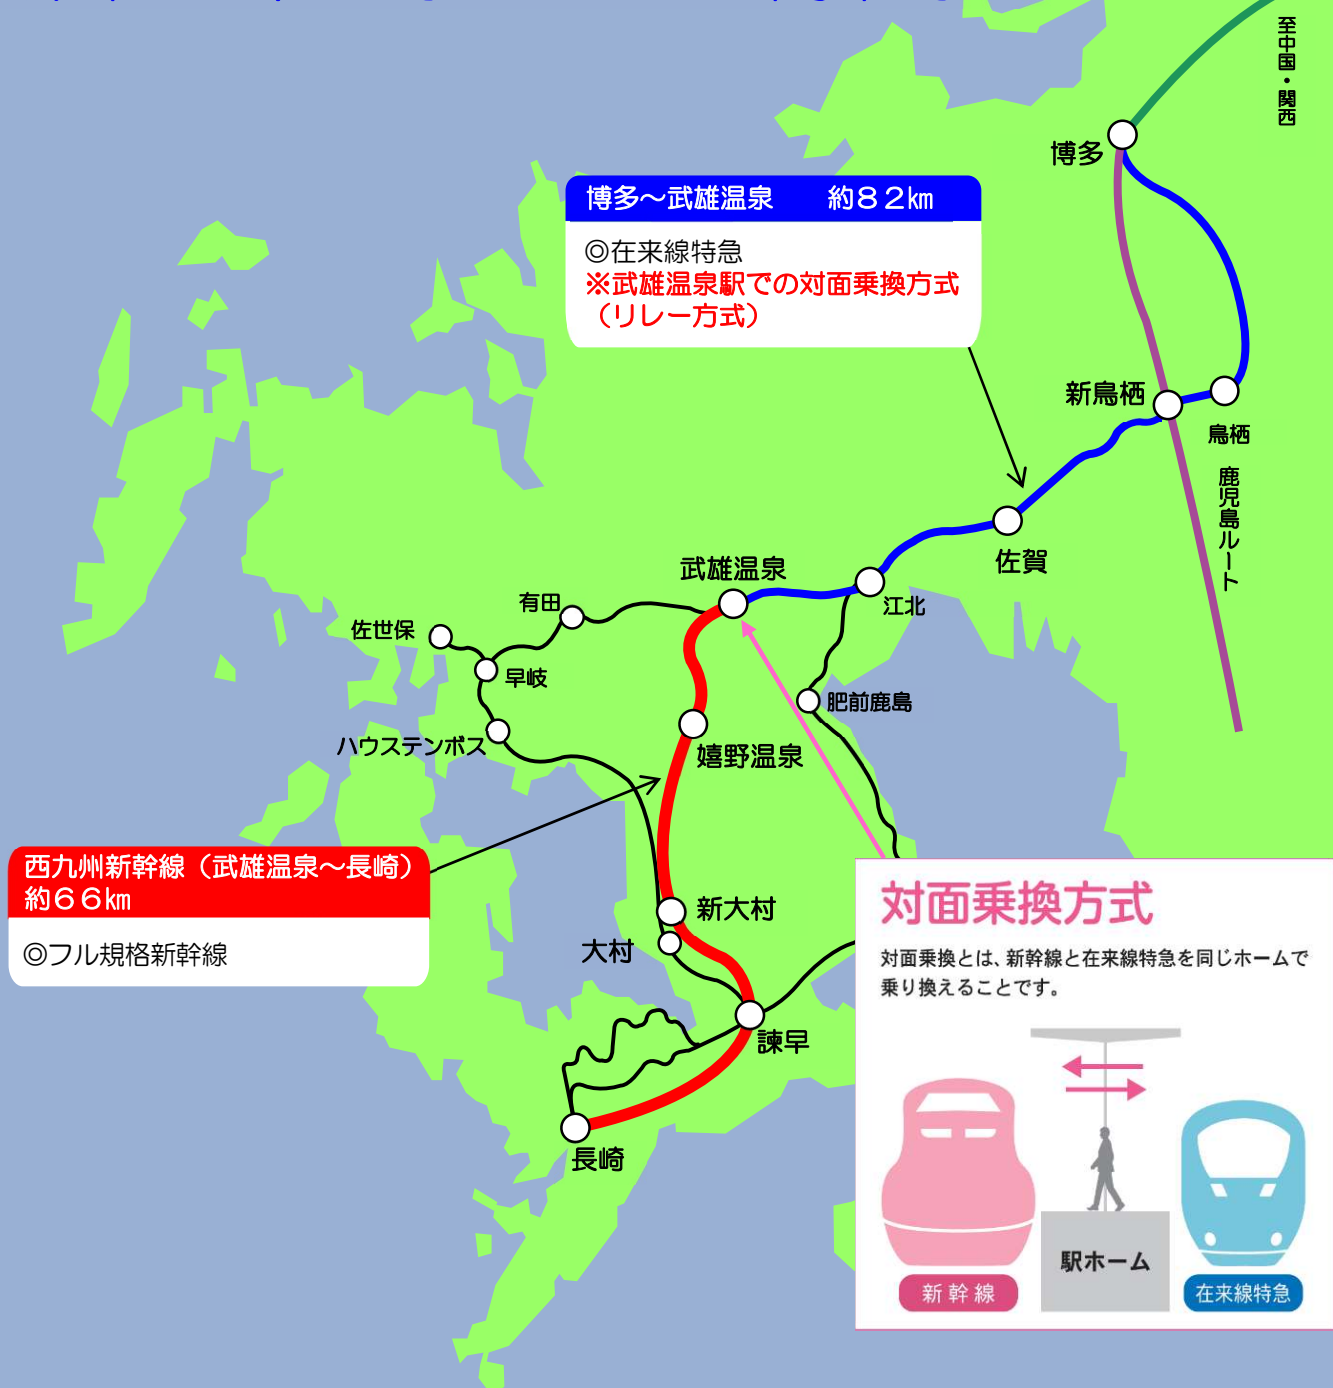 至中国・関西
博多
博多～武雄温泉　　約８２㎞
◎在来線特急
※武雄温泉駅での対面乗換方式
（リレー方式）
新鳥栖
鳥栖
鹿児島ルート
佐賀
武雄温泉
江北
有田
佐世保
早岐
肥前鹿島
ハウステンボス
嬉野温泉
西九州新幹線（武雄温泉～長崎）
約６６㎞
◎フル規格新幹線
新大村
大村
諫早
長崎
対面乗換方式
対面乗換とは、新幹線と在来線特急を同じホームで
乗り換えることです。
駅ホーム
新幹線
在来線特急